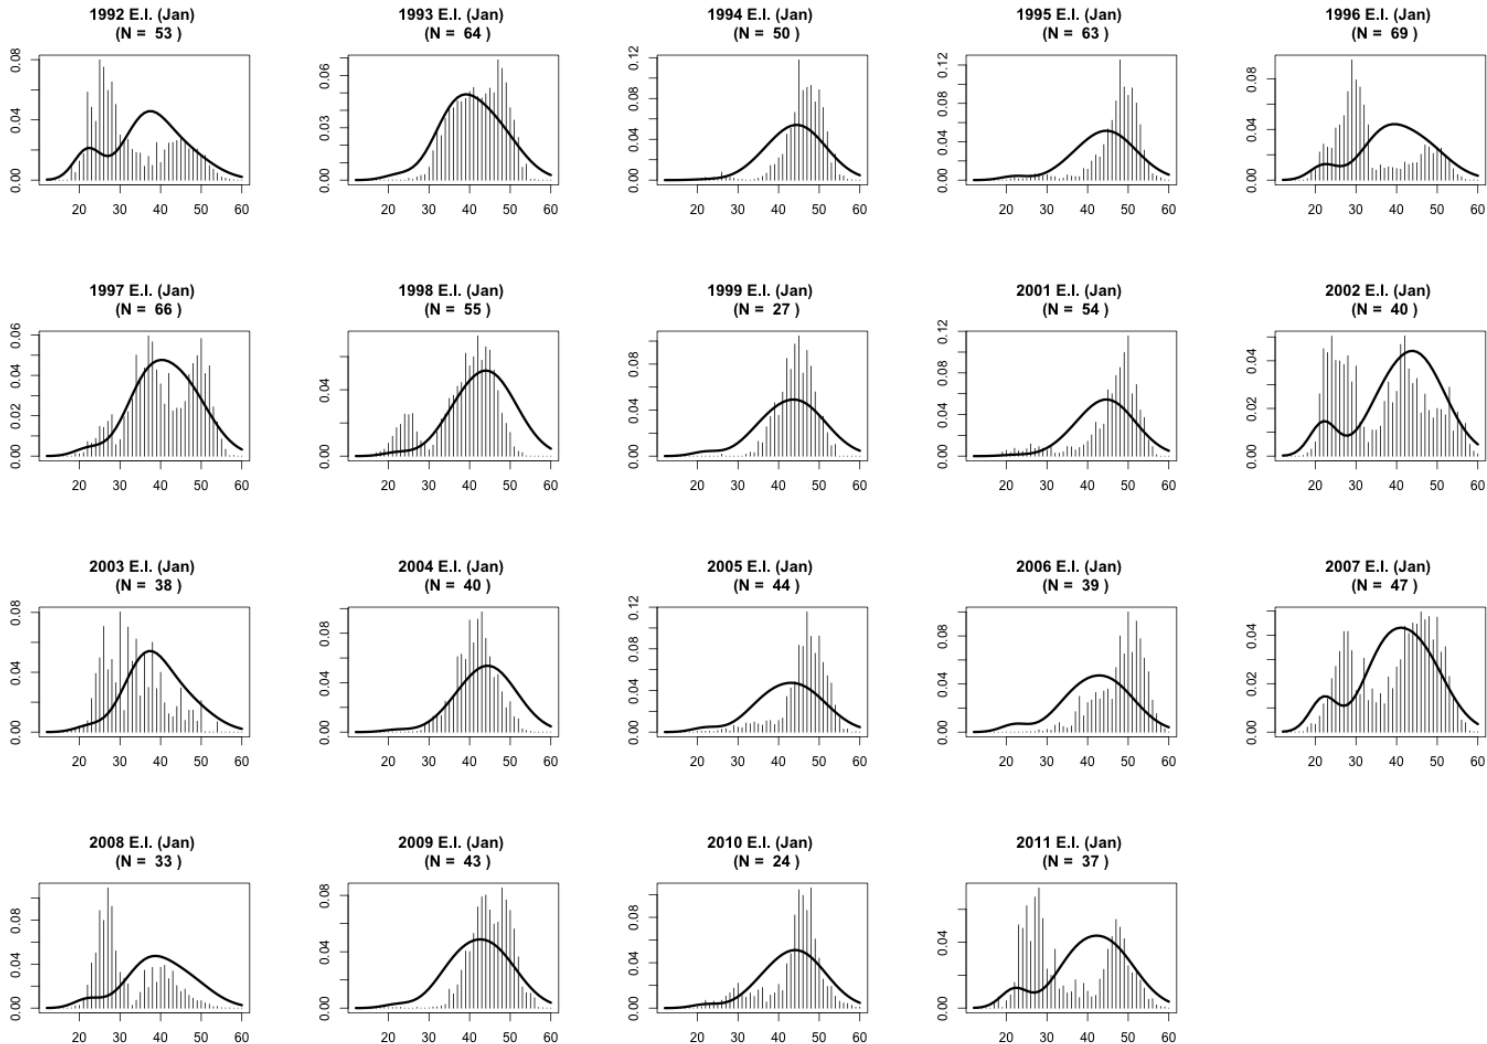 1992 E.I. (Jan)
(N = 53 )
0.00 0.04 0.08
20 30 40 50 60
1993 E.I. (Jan)
(N = 64 )
0.00 0.03 0.06
20 30 40 50 60
1994 E.I. (Jan)
(N = 50 )
0.00 0.04 0.08 0.12
20 30 40 50 60
1995 E.I. (Jan)
(N = 63 )
0.00 0.04 0.08 0.12
20 30 40 50 60
1996 E.I. (Jan)
(N = 69 )
0.00 0.04 0.08
20 30 40 50 60
1997 E.I. (Jan)
(N = 66 )
0.00 0.02 0.04 0.06
20 30 40 50 60
1998 E.I. (Jan)
(N = 55 )
0.00 0.04
20 30 40 50 60
1999 E.I. (Jan)
(N = 27 )
0.00 0.04 0.08
20 30 40 50 60
2001 E.I. (Jan)
(N = 54 )
0.00 0.04 0.08 0.12
20 30 40 50 60
2002 E.I. (Jan)
(N = 40 )
0.00 0.02 0.04
20 30 40 50 60
2003 E.I. (Jan)
(N = 38 )
0.00 0.04 0.08
20 30 40 50 60
2004 E.I. (Jan)
(N = 40 )
0.00 0.04 0.08
20 30 40 50 60
2005 E.I. (Jan)
(N = 44 )
0.00 0.04 0.08 0.12
20 30 40 50 60
2006 E.I. (Jan)
(N = 39 )
0.00 0.04 0.08
20 30 40 50 60
2007 E.I. (Jan)
(N = 47 )
0.00 0.02 0.04
20 30 40 50 60
2008 E.I. (Jan)
(N = 33 )
0.00 0.04 0.08
20 30 40 50 60
2009 E.I. (Jan)
(N = 43 )
0.00 0.04 0.08
20 30 40 50 60
2010 E.I. (Jan)
(N = 24 )
0.00 0.04 0.08
20 30 40 50 60
2011 E.I. (Jan)
(N = 37 )
0.00 0.04
20 30 40 50 60